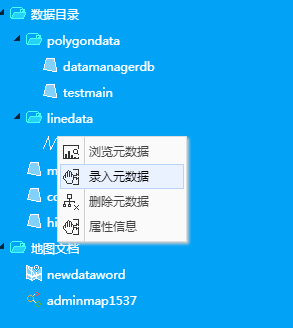 数据目录
polygondata
datamanagerdb
testmain
linedata
浏览元数据
录入元数据
删除元数据
属性信息
地图文档
newdataword
adminmap1537